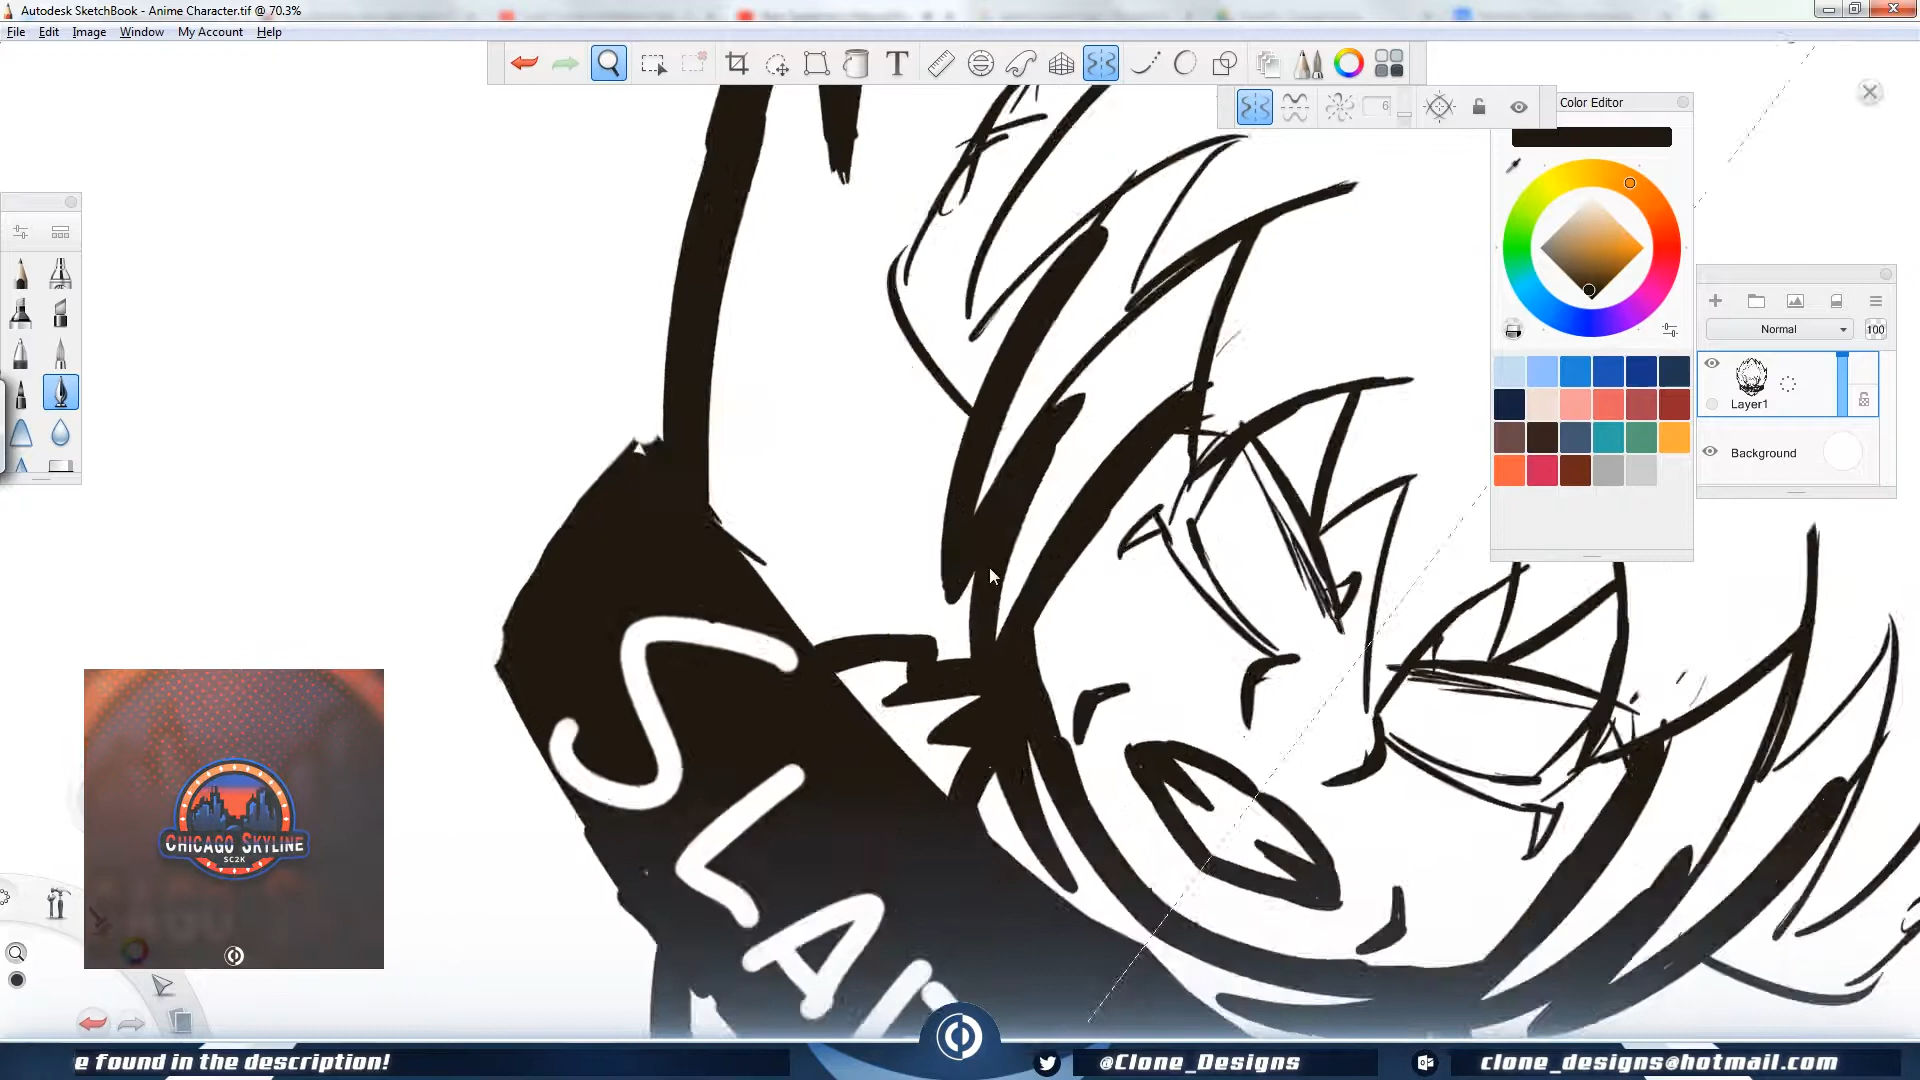 Autodesk SketchBook - Anime Character.tif @ 70.3%
File Edit Image Window My Account Help
T
6
Color Editor
Normal 100
Layer1
Background
SLA
CHICAGO SKYLINE
SC2K
e found in the description!
@Clone_Designs
clone_designs@hotmail.com